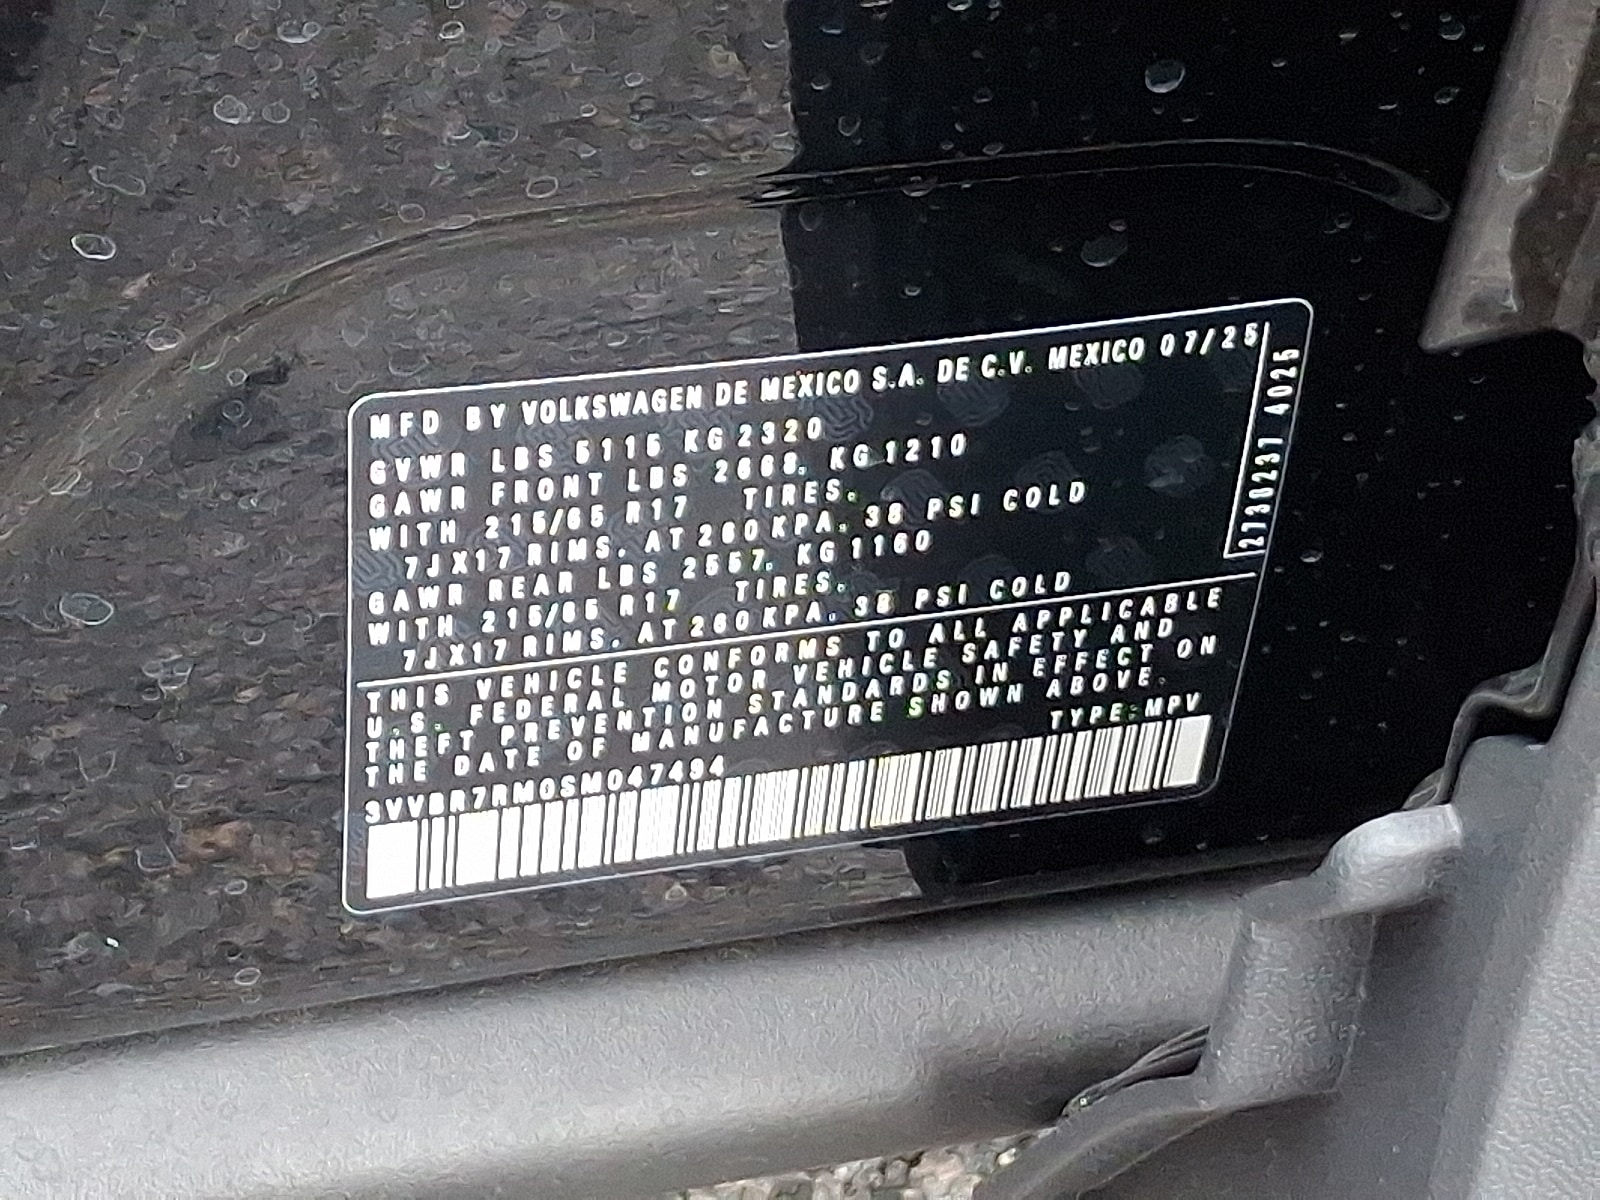 MFD BY VOLKSWAGEN DE MEXICO S.A. DE C.V. MEXICO 07/25
GVWR LBS 5115 KG 2320
GAWR FRONT LBS 2668. KG 1210
WITH 215/65 R17 TIRES.
7JX17 RIMS. AT 260 KPA. 38 PSI COLD
GAWR REAR LBS 2557. KG 1160
WITH 215/65 R17 TIRES.
7JX17 RIMS. AT 260 KPA. 38 PSI COLD
2730231 4025
THIS VEHICLE CONFORMS TO ALL APPLICABLE
U.S. FEDERAL MOTOR VEHICLE SAFETY AND
THEFT PREVENTION STANDARDS IN EFFECT ON
THE DATE OF MANUFACTURE SHOWN ABOVE.
3VVBR7RM0SM047494 TYPE:MPV